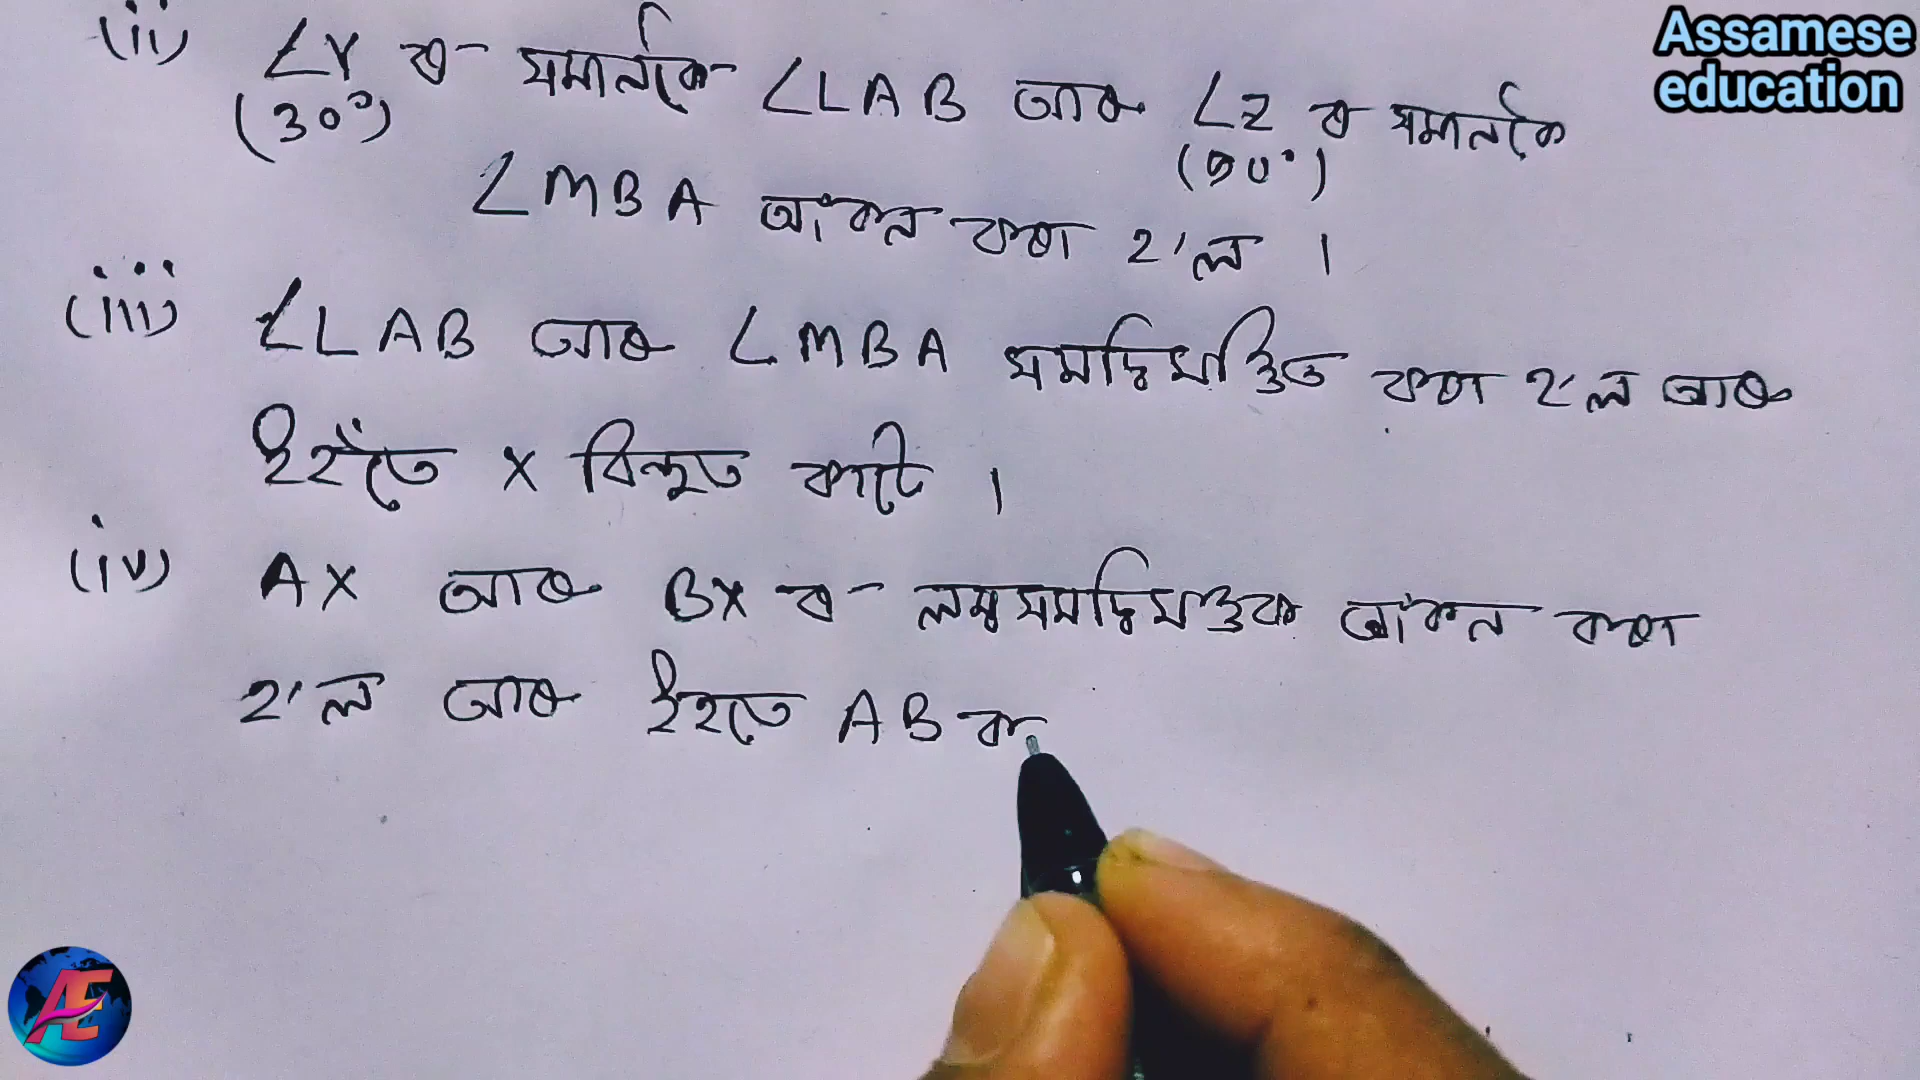 Assamese
education
(ii) ∠Y ৰ সমানকৈ ∠LAB আৰু ∠Z ৰ সমানকৈ
(30°) (90°)
∠MBA অংকন কৰা হ'ল ।
(iii) ∠LAB আৰু ∠MBA সমদ্বিখণ্ডিত কৰা হ'ল আৰু
ইহঁতে X বিন্দুত কাটে ।
(iv) AX আৰু BX ৰ লম্বসমদ্বিখণ্ডক অংকন কৰা
হ'ল আৰু ইহতে AB ক
AE